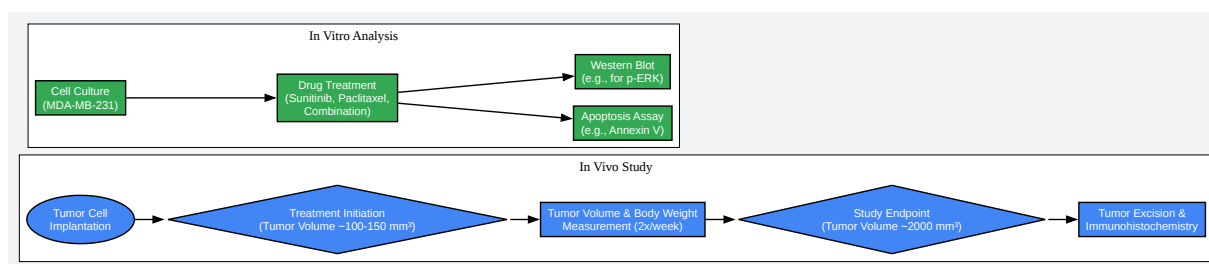 In Vitro Analysis
Cell Culture
(MDA-MB-231)
Drug Treatment
(Sunitinib, Paclitaxel,
Combination)
Western Blot
(e.g., for p-ERK)
Apoptosis Assay
(e.g., Annexin V)
In Vivo Study
Tumor Cell
Implantation
Treatment Initiation
(Tumor Volume ~100-150 mm³)
Tumor Volume & Body Weight
Measurement (2x/week)
Study Endpoint
(Tumor Volume ~2000 mm³)
Tumor Excision &
Immunohistochemistry